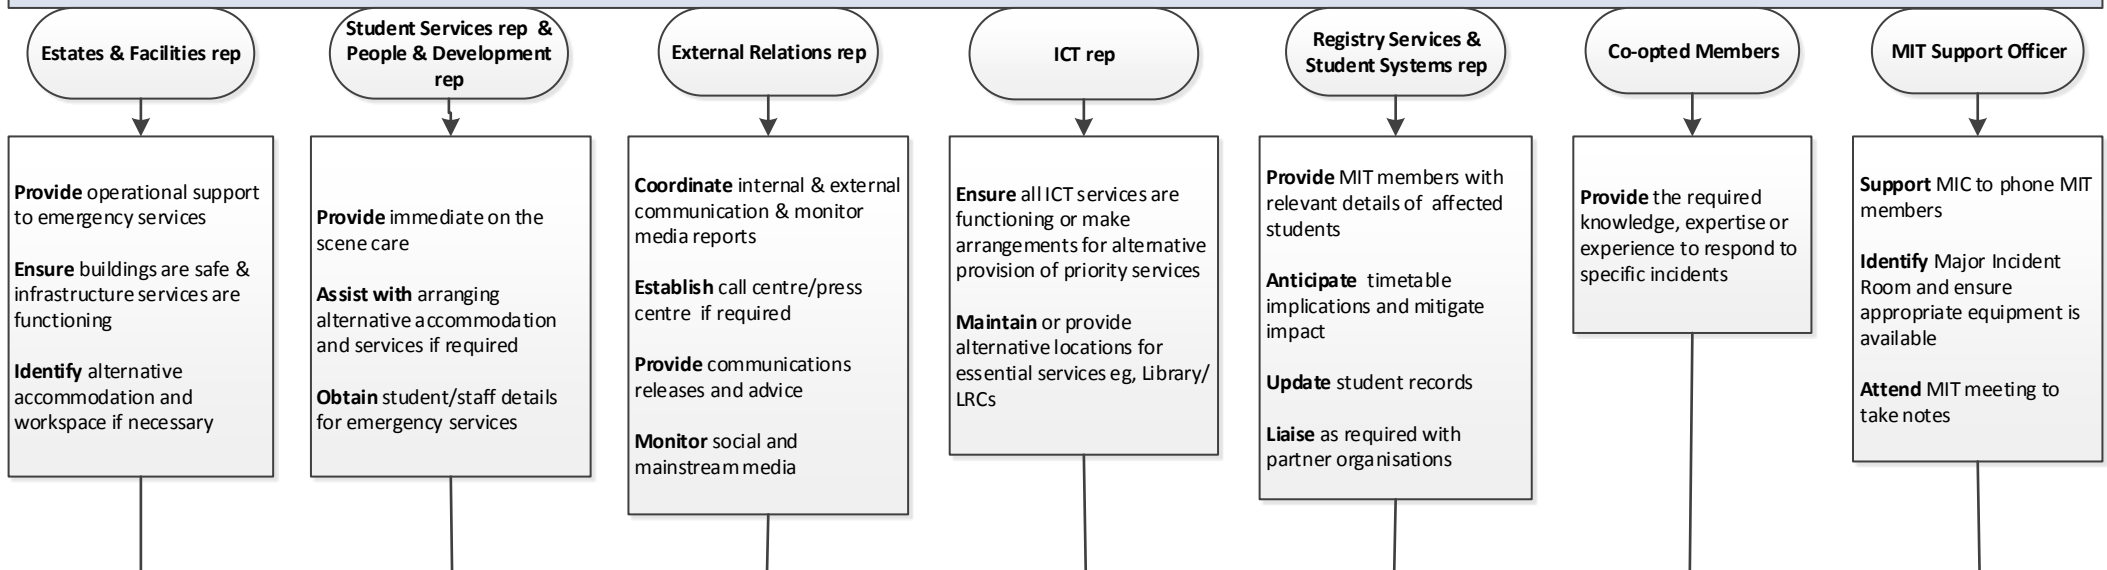 Estates & Facilities rep
Student Services rep &
People & Development
rep
External Relations rep
ICT rep
Registry Services &
Student Systems rep
Co-opted Members
MIT Support Officer
Provide operational support
to emergency services
Ensure buildings are safe &
infrastructure services are
functioning
Identify alternative
accommodation and
workspace if necessary
Provide immediate on the
scene care
Assist with arranging
alternative accommodation
and services if required
Obtain student/staff details
for emergency services
Coordinate internal & external
communication & monitor
media reports
Establish call centre/press
centre if required
Provide communications
releases and advice
Monitor social and
mainstream media
Ensure all ICT services are
functioning or make
arrangements for alternative
provision of priority services
Maintain or provide
alternative locations for
essential services eg, Library/
LRCs
Provide MIT members with
relevant details of affected
students
Anticipate timetable
implications and mitigate
impact
Update student records
Liaise as required with
partner organisations
Provide the required
knowledge, expertise or
experience to respond to
specific incidents
Support MIC to phone MIT
members
Identify Major Incident
Room and ensure
appropriate equipment is
available
Attend MIT meeting to
take notes